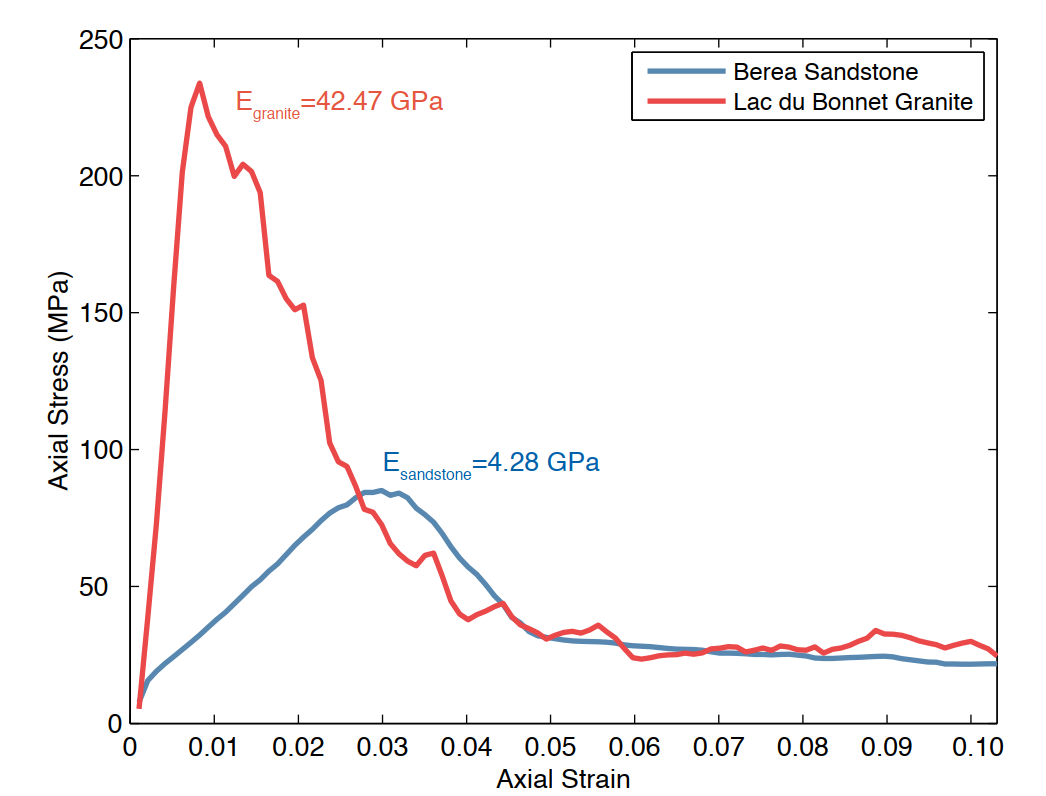 250
Berea Sandstone
Lac du Bonnet Granite
Egranite=42.47 GPa
200
150
Axial Stress (MPa)
100
Esandstone=4.28 GPa
50
0
0 0.01 0.02 0.03 0.04 0.05 0.06 0.07 0.08 0.09 0.10
Axial Strain